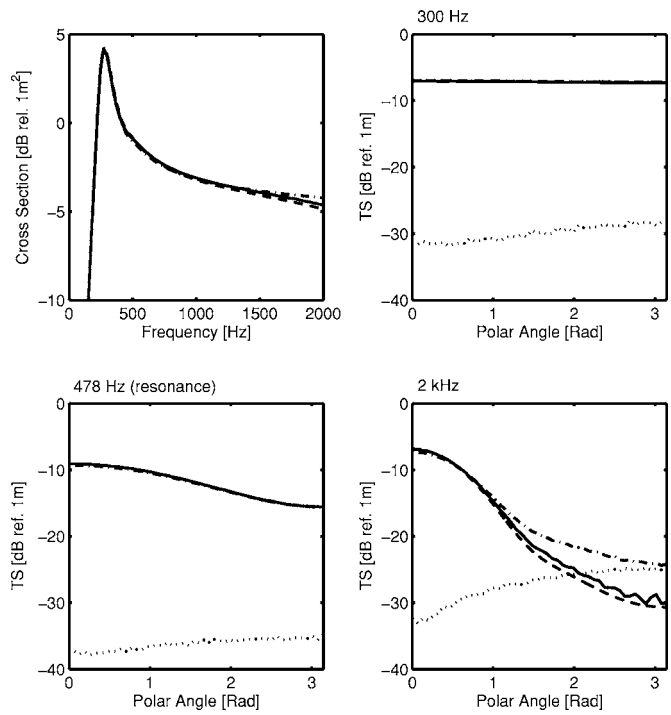 5
0
−5
−10
Cross Section [dB rel. 1m²]
0 500 1000 1500 2000
Frequency [Hz]
300 Hz
0
−10
−20
−30
−40
TS [dB ref. 1m]
0 1 2 3
Polar Angle [Rad]
478 Hz (resonance)
0
−10
−20
−30
−40
TS [dB ref. 1m]
0 1 2 3
Polar Angle [Rad]
2 kHz
0
−10
−20
−30
−40
TS [dB ref. 1m]
0 1 2 3
Polar Angle [Rad]